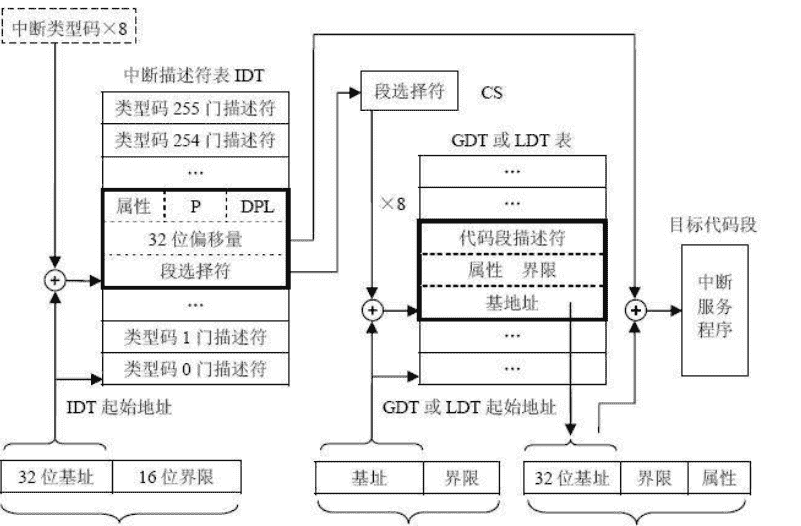 中断类型码×8
中断描述符表 IDT
类型码 255 门描述符
类型码 254 门描述符
...
属性 P DPL
32 位偏移量
段选择符
...
类型码 1 门描述符
类型码 0 门描述符
IDT 起始地址
32 位基址 16 位界限
段选择符 CS
×8
GDT 或 LDT 表
...
...
代码段描述符
属性 界限
基地址
...
...
GDT 或 LDT 起始地址
基址 界限
目标代码段
中断
服务
程序
32 位基址 界限 属性